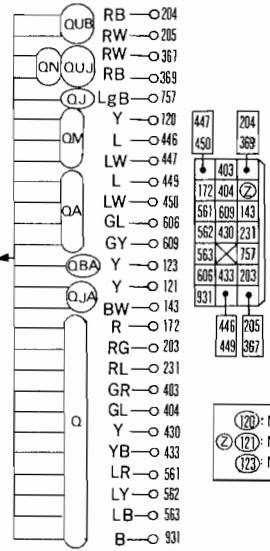 QUB RB 204
RW 205
QN QUJ RW 367
RB 369
QJ LgB 757
QM Y 120
L 446
LW 447
QA L 449
LW 450
GL 606
GY 609
QBA Y 123
QJA Y 121
BW 143
Q R 172
RG 203
RL 231
GR 403
GL 404
Y 430
YB 433
LR 561
LY 562
LB 563
B 931
447 204
450 369
403
172 404 Z
561 609 143
562 430 231
563 757
606 433 203
931
446 205
449 367
120:
Z 121:
123: